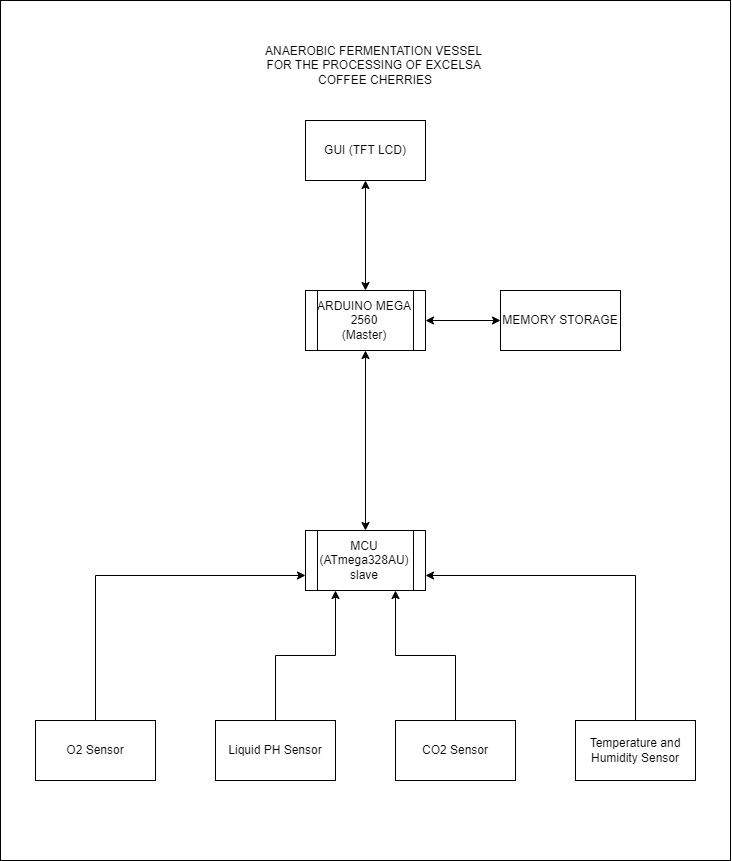 ANAEROBIC FERMENTATION VESSEL
FOR THE PROCESSING OF EXCELSA
COFFEE CHERRIES
GUI (TFT LCD)
ARDUINO MEGA
2560
(Master)
MEMORY STORAGE
MCU
(ATmega328AU)
slave
O2 Sensor
Liquid PH Sensor
CO2 Sensor
Temperature and
Humidity Sensor